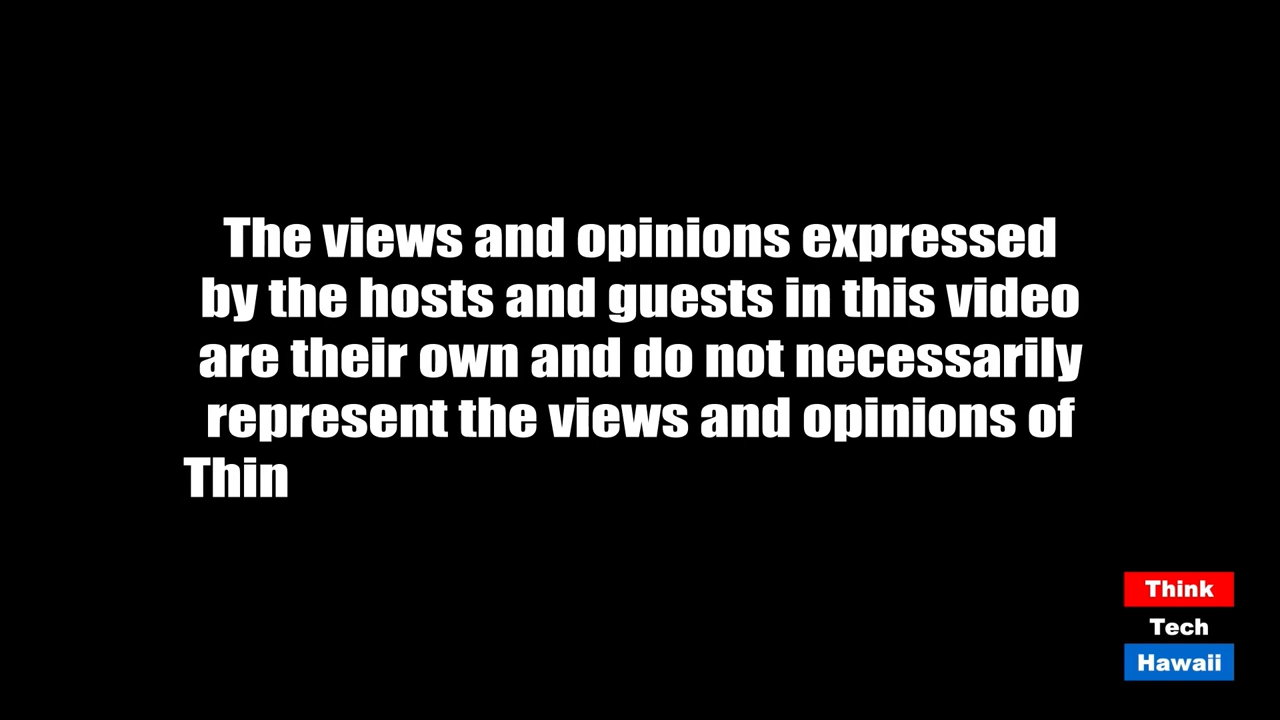 The views and opinions expressed
by the hosts and guests in this video
are their own and do not necessarily
represent the views and opinions of
Thin
Think
Tech
Hawaii